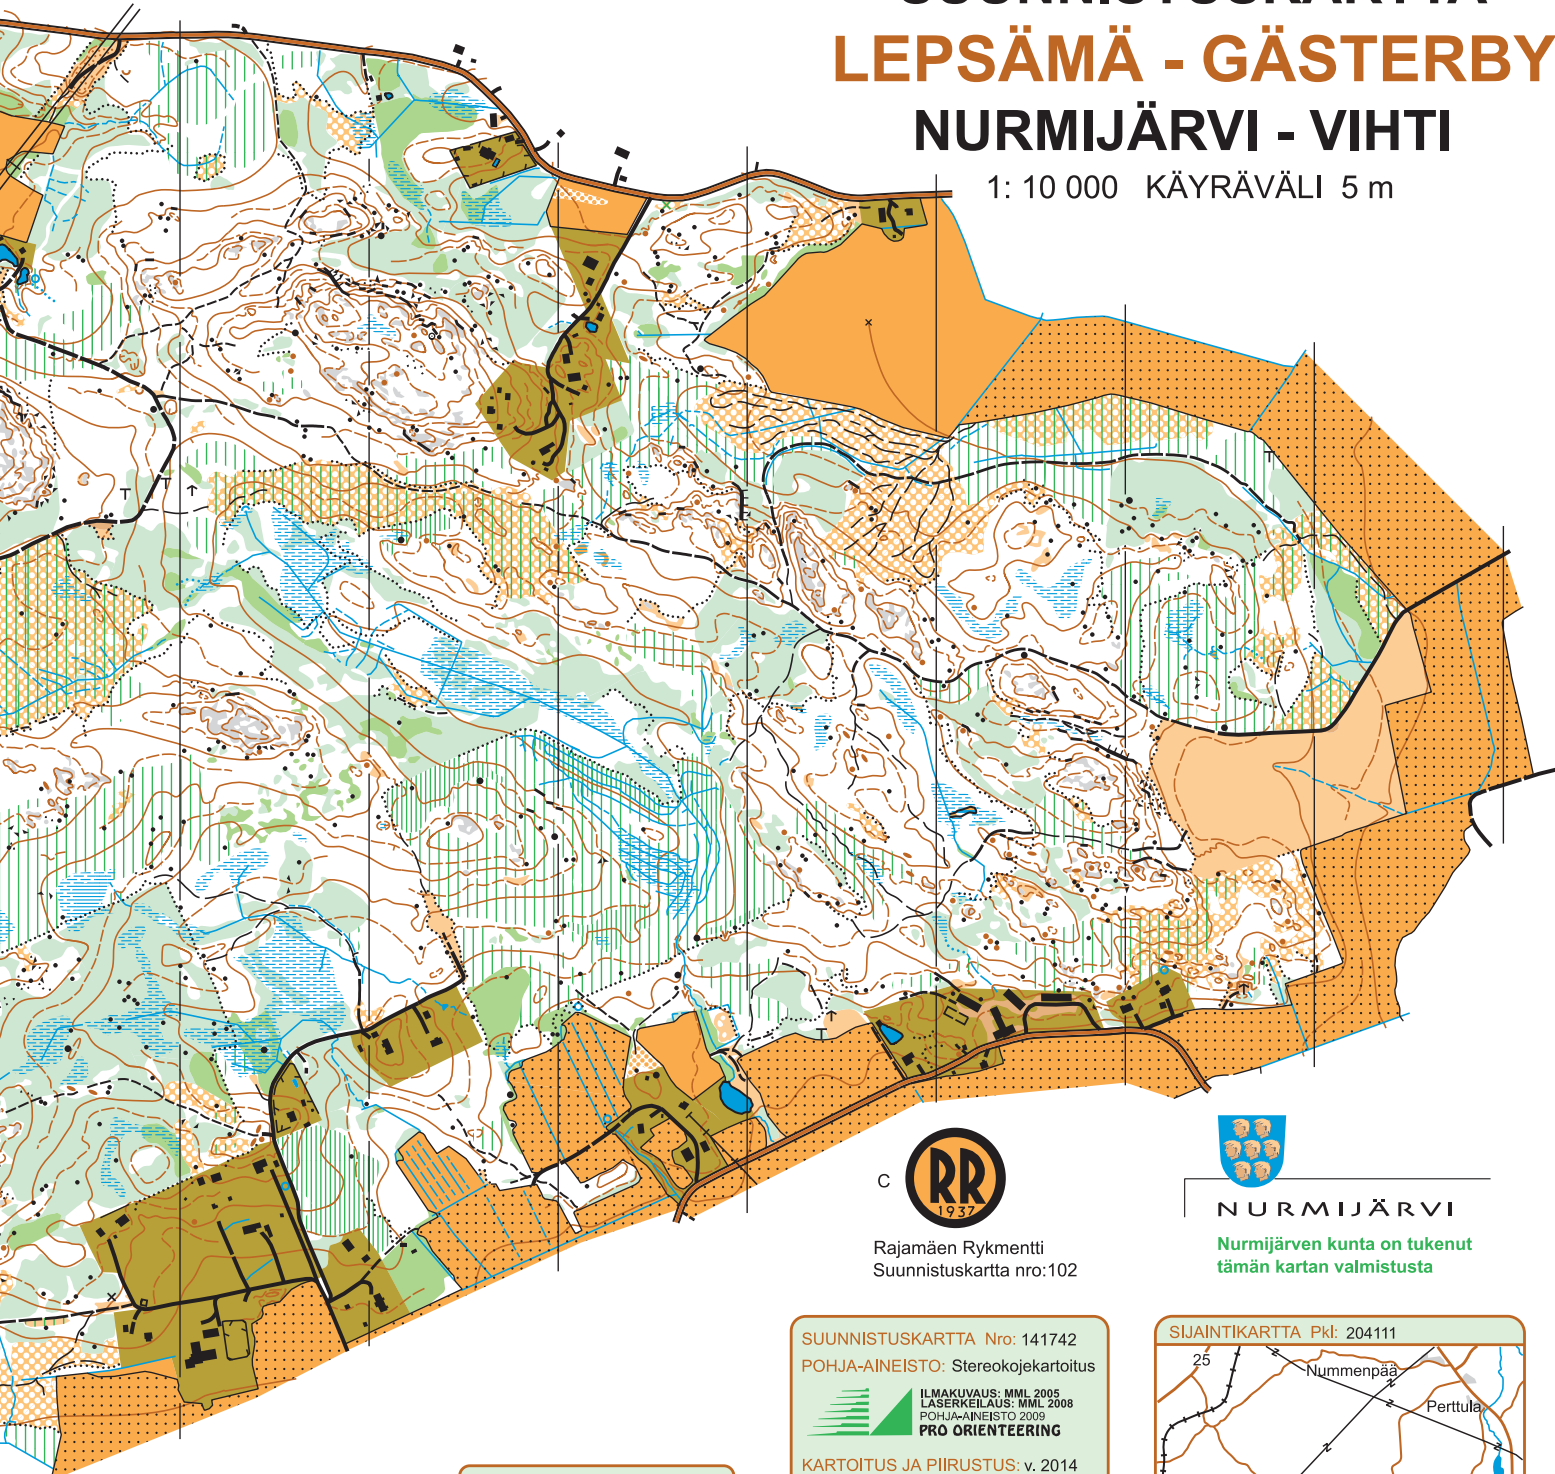 SUUNNISTUSKARTTA
LEPSÄMÄ - GÄSTERBY
NURMIJÄRVI - VIHTI
1: 10 000 KÄYRÄVÄLI 5 m
C
RR
1937
Rajamäen Rykmentti
Suunnistuskartta nro:102
NURMIJÄRVI
Nurmijärven kunta on tukenut
tämän kartan valmistusta
SUUNNISTUSKARTTA Nro: 141742
POHJA-AINEISTO: Stereokojekartoitus
ILMAKUVAUS: MML 2005
LASERKEILAUS: MML 2008
POHJA-AINEISTO 2009
PRO ORIENTEERING
KARTOITUS JA PIIRUSTUS: v. 2014
SIJAINTIKARTTA Pkl: 204111
25
Nummenpää
Perttula